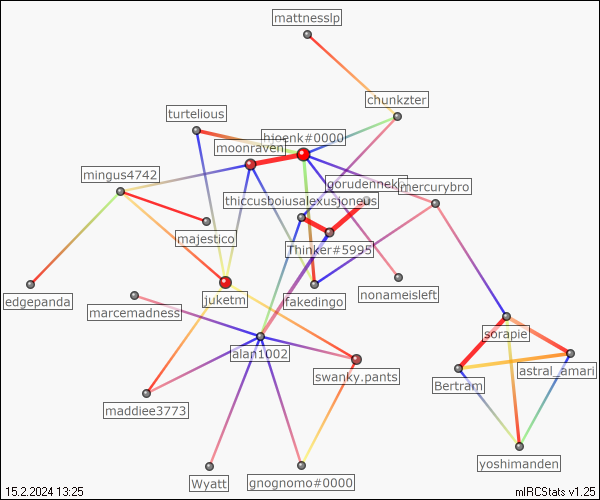 mattnesslp
chunkzter
turtelious
hjoenk#0000
moonraven
mingus4742
gorudennek
mercurybro
thiccusboiusalexusjoneus
majestico
Thinker#5995
edgepanda
juketm
fakedingo
nonameisleft
marcemadness
sorapie
alan1002
swanky.pants
Bertram
astral_amari
maddiee3773
yoshimanden
Wyatt
gnognomo#0000
15.2.2024 13:25
mIRCStats v1.25